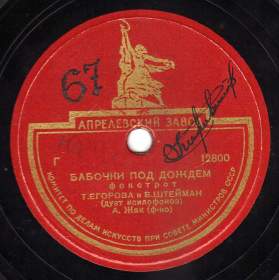 67
АПРЕЛЕВСКИЙ ЗАВОД
Г 12800
БАБОЧКИ ПОД ДОЖДЕМ
фокстрот
Т. ЕГОРОВА и Б. ШТЕЙМАН
(дуэт ксилофонов)
А. Жак (ф-но)
КОМИТЕТ ПО ДЕЛАМ ИСКУССТВ ПРИ СОВЕТЕ МИНИСТРОВ СССР